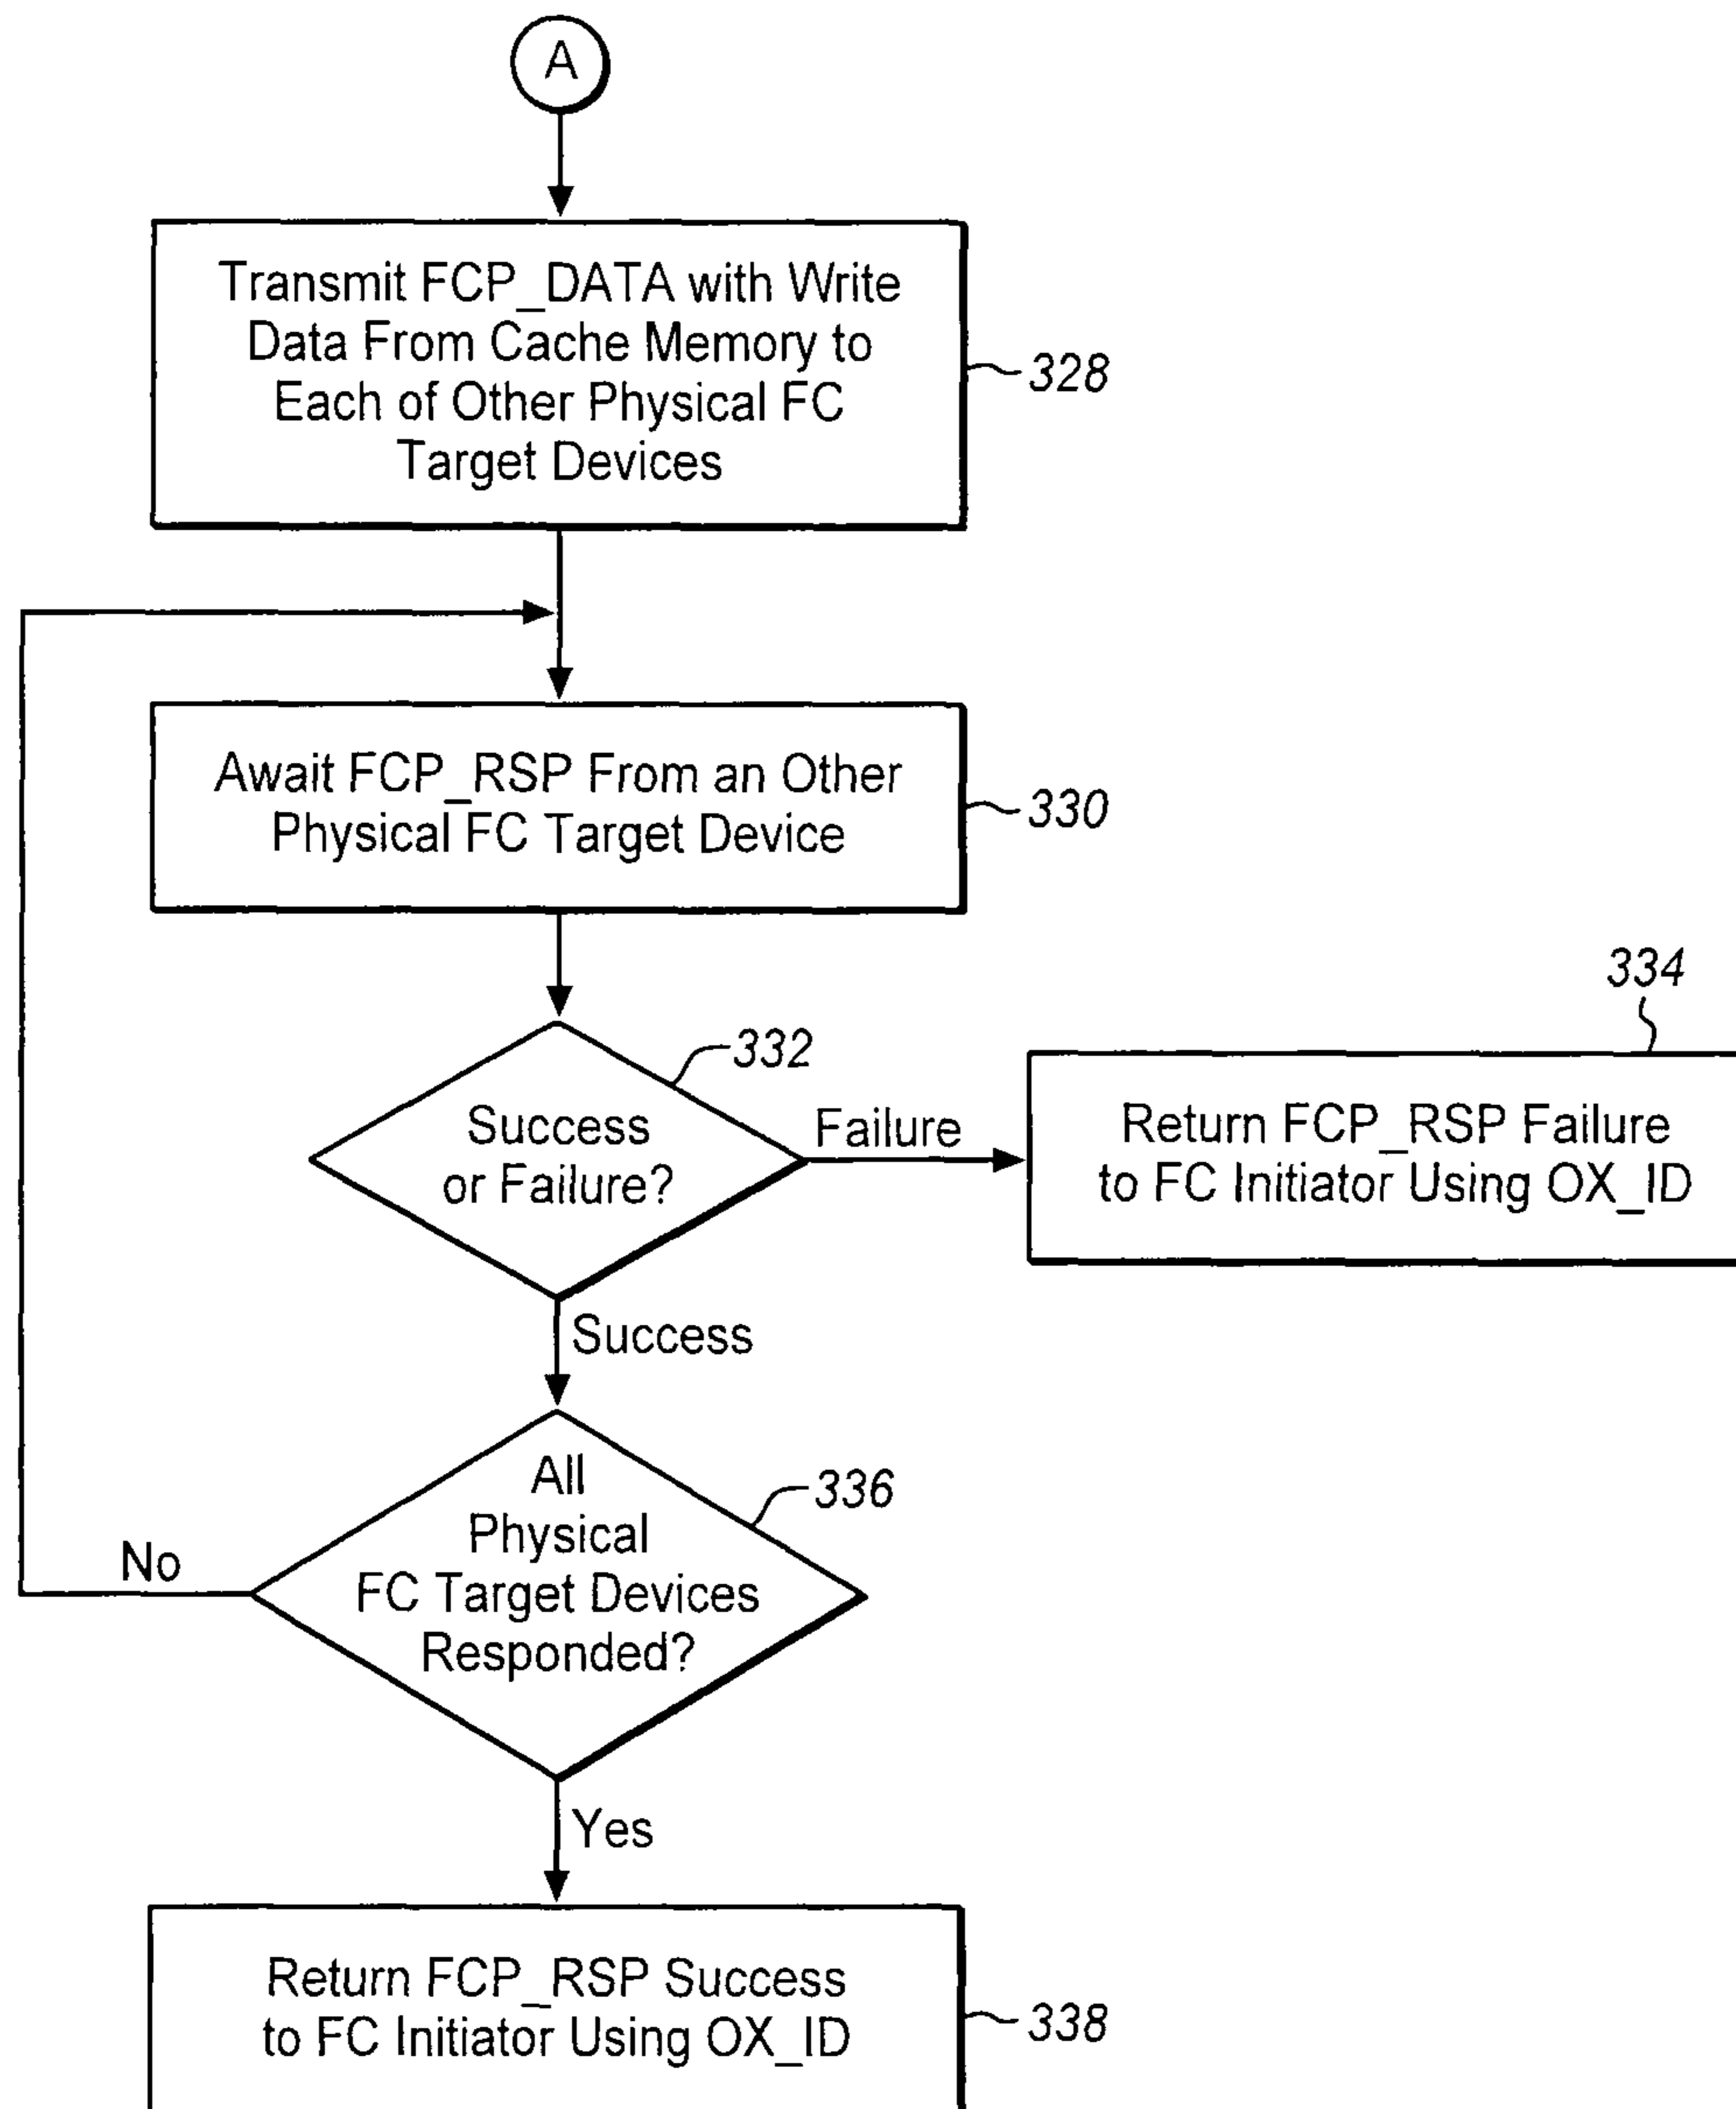 A
Transmit FCP_DATA with Write
Data From Cache Memory to
Each of Other Physical FC
Target Devices
328
Await FCP_RSP From an Other
Physical FC Target Device
330
334
332
Success
or Failure?
Failure
Return FCP_RSP Failure
to FC Initiator Using OX_ID
Success
All
Physical
FC Target Devices
Responded?
336
No
Yes
Return FCP_RSP Success
to FC Initiator Using OX_ID
338